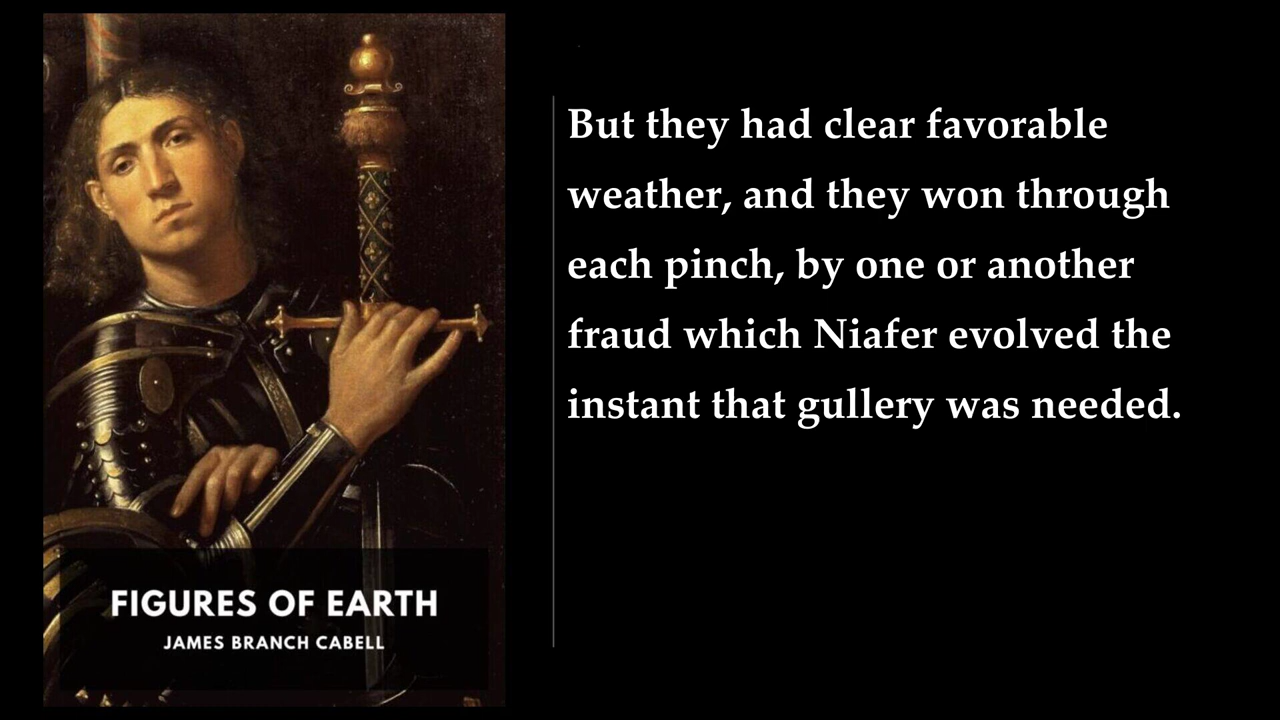 But they had clear favorable
weather, and they won through
each pinch, by one or another
fraud which Niafer evolved the
instant that gullery was needed.
FIGURES OF EARTH
JAMES BRANCH CABELL